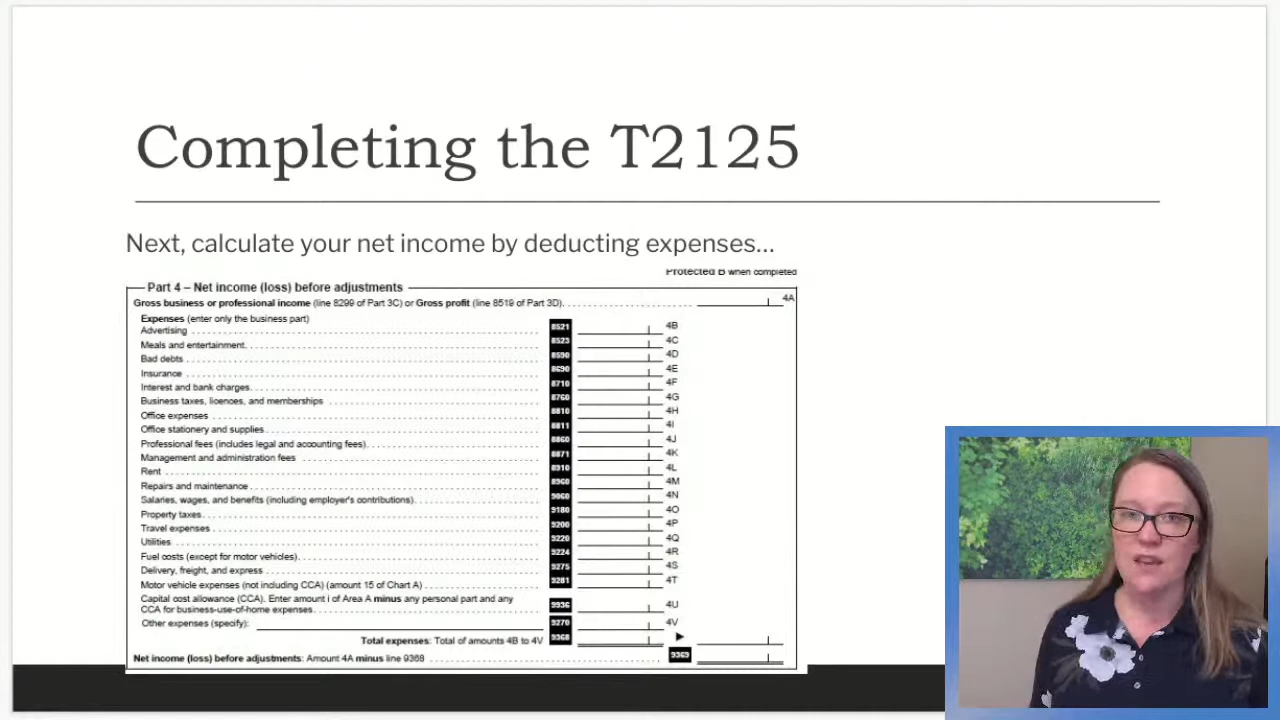 Completing the T2125
Next, calculate your net income by deducting expenses...
Protected B when completed
Part 4 – Net income (loss) before adjustments
Gross business or professional income (line 8299 of Part 3C) or Gross profit (line 8519 of Part 3D). 4A
Expenses (enter only the business part)
Advertising 8521 4B
Meals and entertainment. 8523 4C
Bad debts 8590 4D
Insurance 8690 4E
Interest and bank charges. 8710 4F
Business taxes, licences, and memberships 8760 4G
Office expenses 8810 4H
Office stationery and supplies 8811 4I
Professional fees (includes legal and accounting fees). 8860 4J
Management and administration fees 8871 4K
Rent 8910 4L
Repairs and maintenance 8960 4M
Salaries, wages, and benefits (including employer's contributions). 9060 4N
Property taxes. 9180 4O
Travel expenses 9200 4P
Utilities 9220 4Q
Fuel costs (except for motor vehicles). 9224 4R
Delivery, freight, and express 9275 4S
Motor vehicle expenses (not including CCA) (amount 15 of Chart A) 9281 4T
Capital cost allowance (CCA). Enter amount i of Area A minus any personal part and any
CCA for business-use-of-home expenses. 9936 4U
Other expenses (specify): 9270 4V
Total expenses: Total of amounts 4B to 4V 9368
Net income (loss) before adjustments: Amount 4A minus line 9368 9369